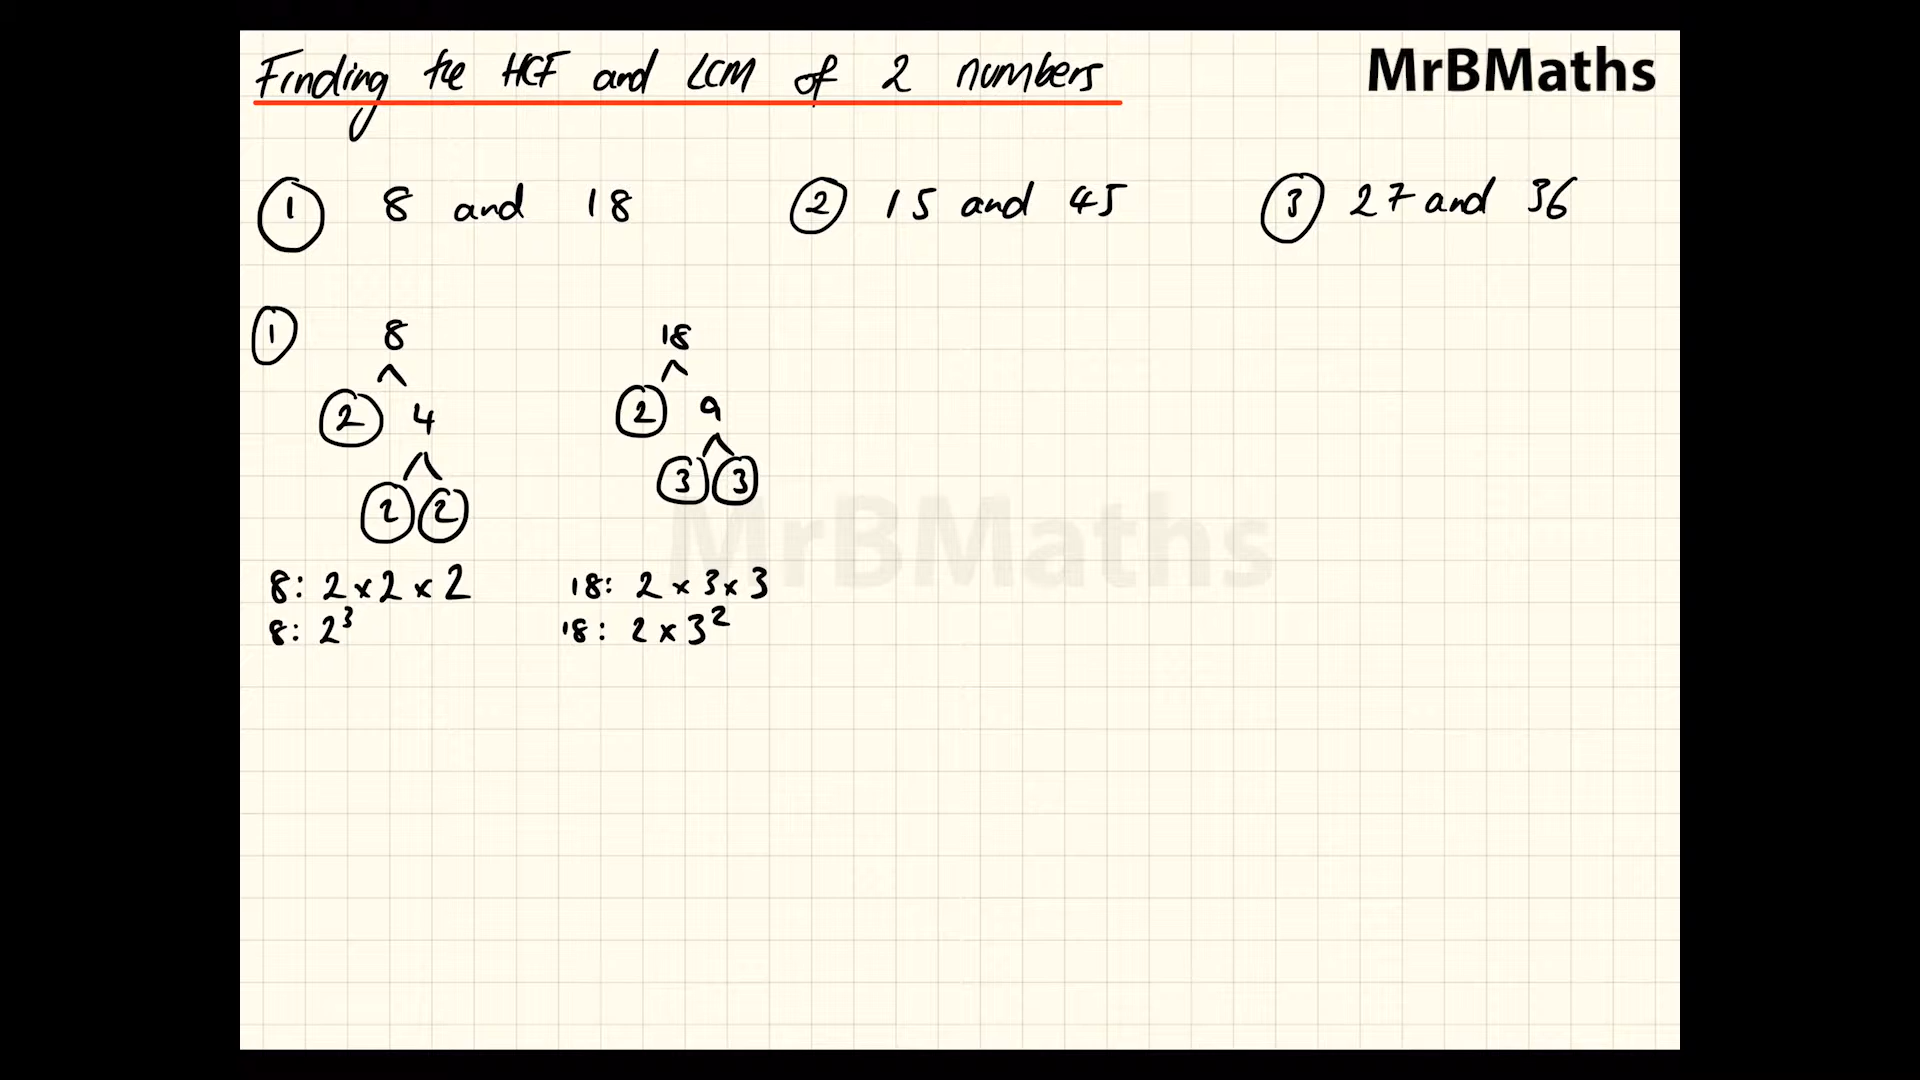 Finding the HCF and LCM of 2 numbers
MrBMaths
① 8 and 18
② 15 and 45
③ 27 and 36
①
8
2 4
2 2
8: 2 × 2 × 2
8: 2³
18
2 9
3 3
18: 2 × 3 × 3
18: 2 × 3²
MrBMaths